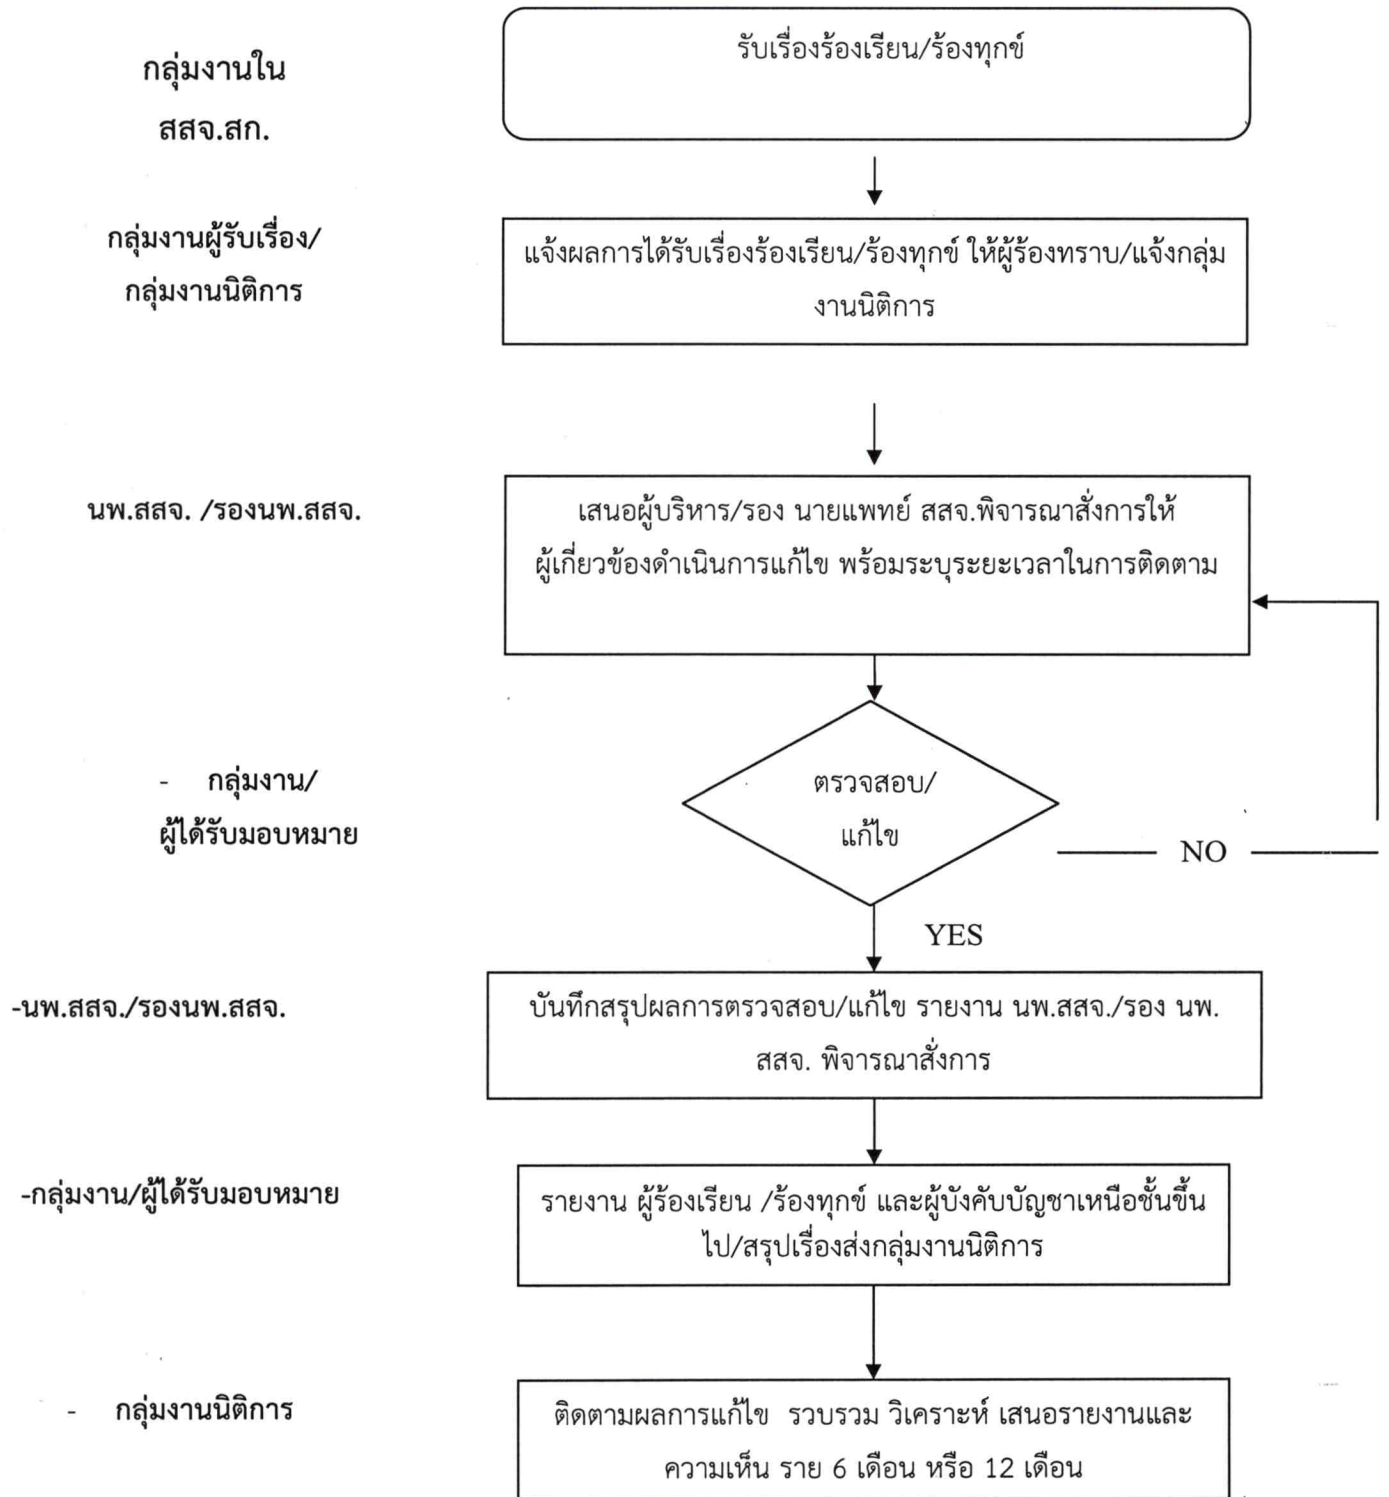 กลุ่มงานใน
สสจ.สก.
รับเรื่องร้องเรียน/ร้องทุกข์
กลุ่มงานผู้รับเรื่อง/
กลุ่มงานนิติการ
แจ้งผลการได้รับเรื่องร้องเรียน/ร้องทุกข์ ให้ผู้ร้องทราบ/แจ้งกลุ่ม
งานนิติการ
นพ.สสจ. /รองนพ.สสจ.
เสนอผู้บริหาร/รอง นายแพทย์ สสจ.พิจารณาสั่งการให้
ผู้เกี่ยวข้องดำเนินการแก้ไข พร้อมระบุระยะเวลาในการติดตาม
- กลุ่มงาน/
ผู้ได้รับมอบหมาย
ตรวจสอบ/
แก้ไข
NO
YES
-นพ.สสจ./รองนพ.สสจ.
บันทึกสรุปผลการตรวจสอบ/แก้ไข รายงาน นพ.สสจ./รอง นพ.
สสจ. พิจารณาสั่งการ
-กลุ่มงาน/ผู้ได้รับมอบหมาย
รายงาน ผู้ร้องเรียน /ร้องทุกข์ และผู้บังคับบัญชาเหนือชั้นขึ้น
ไป/สรุปเรื่องส่งกลุ่มงานนิติการ
- กลุ่มงานนิติการ
ติดตามผลการแก้ไข รวบรวม วิเคราะห์ เสนอรายงานและ
ความเห็น ราย 6 เดือน หรือ 12 เดือน